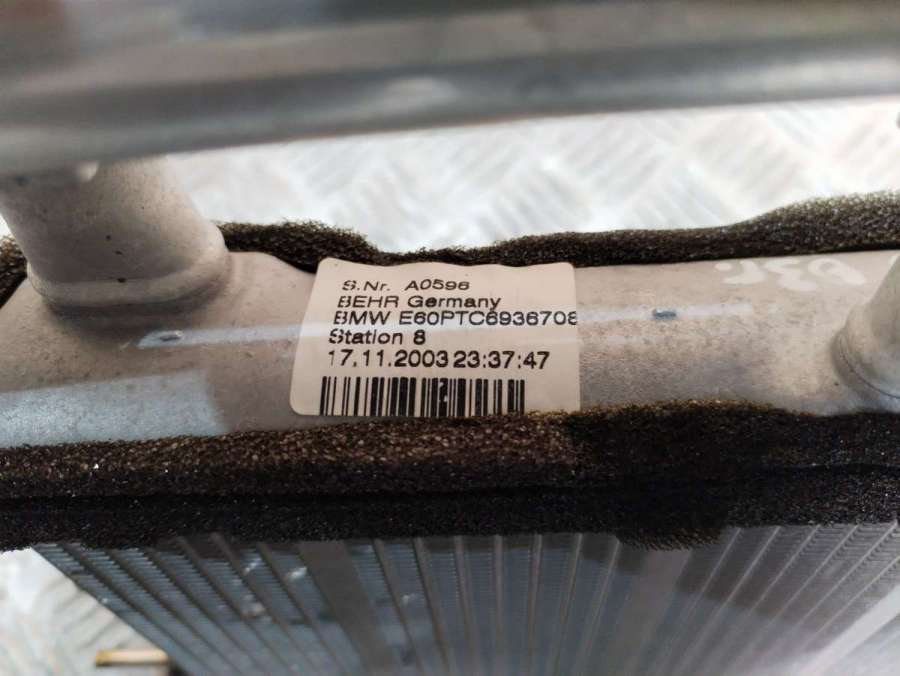 S.Nr. A0596
BEHR Germany
BMW E60PTC6936708
Station 8
17.11.2003 23:37:47